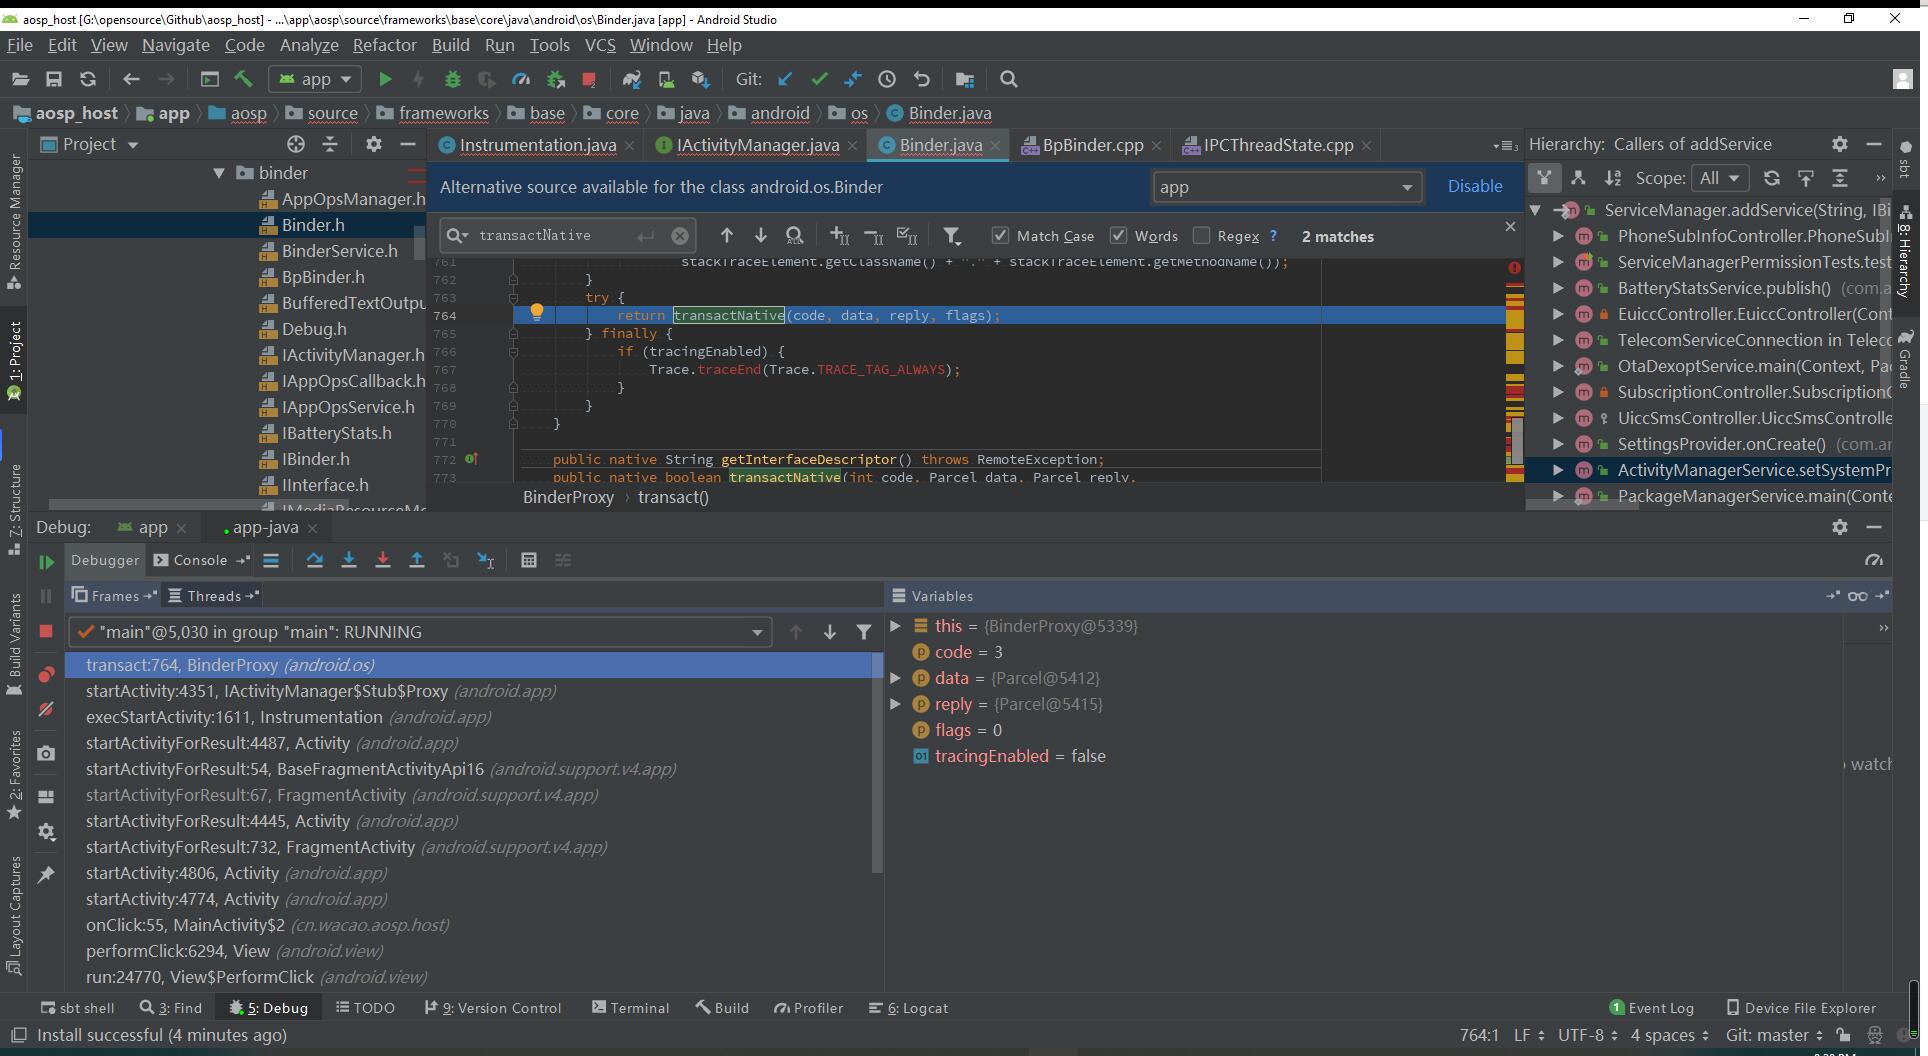 aosp_host [G:\opensource\Github\aosp_host] - ...\app\aosp\source\frameworks\base\core\java\android\os\Binder.java [app] - Android Studio
File Edit View Navigate Code Analyze Refactor Build Run Tools VCS Window Help
app
Git:
aosp_host app aosp source frameworks base core java android os Binder.java
Project
Instrumentation.java IActivityManager.java Binder.java BpBinder.cpp IPCThreadState.cpp
Hierarchy: Callers of addService
Resource Manager
1: Project
Z: Structure
Build Variants
2: Favorites
Layout Captures
binder
AppOpsManager.h
Binder.h
BinderService.h
BpBinder.h
BufferedTextOutpu
Debug.h
IActivityManager.h
IAppOpsCallback.h
IAppOpsService.h
IBatteryStats.h
IBinder.h
IInterface.h
IMediaResourceMo
Alternative source available for the class android.os.Binder
app
Disable
transactNative
Match Case Words Regex ? 2 matches
761 stackTraceElement.getClassName() + "." + stackTraceElement.getMethodName());
762 }
763 try {
764 return transactNative(code, data, reply, flags);
765 } finally {
766 if (tracingEnabled) {
767 Trace.traceEnd(Trace.TRACE_TAG_ALWAYS);
768 }
769 }
770 }
771
772 public native String getInterfaceDescriptor() throws RemoteException;
773 public native boolean transactNative(int code, Parcel data, Parcel reply,
BinderProxy transact()
Scope: All
ServiceManager.addService(String, IBi
PhoneSubInfoController.PhoneSubI
ServiceManagerPermissionTests.test
BatteryStatsService.publish() (com.a
EuiccController.EuiccController(Cont
TelecomServiceConnection in Telec
OtaDexoptService.main(Context, Pa
SubscriptionController.Subscription
UiccSmsController.UiccSmsControlle
SettingsProvider.onCreate() (com.ar
ActivityManagerService.setSystemPr
PackageManagerService.main(Conte
sbt
8: Hierarchy
Gradle
Debug: app app-java
Debugger Console
Frames Threads
Variables
"main"@5,030 in group "main": RUNNING
transact:764, BinderProxy (android.os)
startActivity:4351, IActivityManager$Stub$Proxy (android.app)
execStartActivity:1611, Instrumentation (android.app)
startActivityForResult:4487, Activity (android.app)
startActivityForResult:54, BaseFragmentActivityApi16 (android.support.v4.app)
startActivityForResult:67, FragmentActivity (android.support.v4.app)
startActivityForResult:4445, Activity (android.app)
startActivityForResult:732, FragmentActivity (android.support.v4.app)
startActivity:4806, Activity (android.app)
startActivity:4774, Activity (android.app)
onClick:55, MainActivity$2 (cn.wacao.aosp.host)
performClick:6294, View (android.view)
run:24770, View$PerformClick (android.view)
this = {BinderProxy@5339}
code = 3
data = {Parcel@5412}
reply = {Parcel@5415}
flags = 0
tracingEnabled = false
watch
sbt shell 3: Find 5: Debug TODO 9: Version Control Terminal Build Profiler 6: Logcat
1 Event Log Device File Explorer
Install successful (4 minutes ago)
764:1 LF UTF-8 4 spaces Git: master